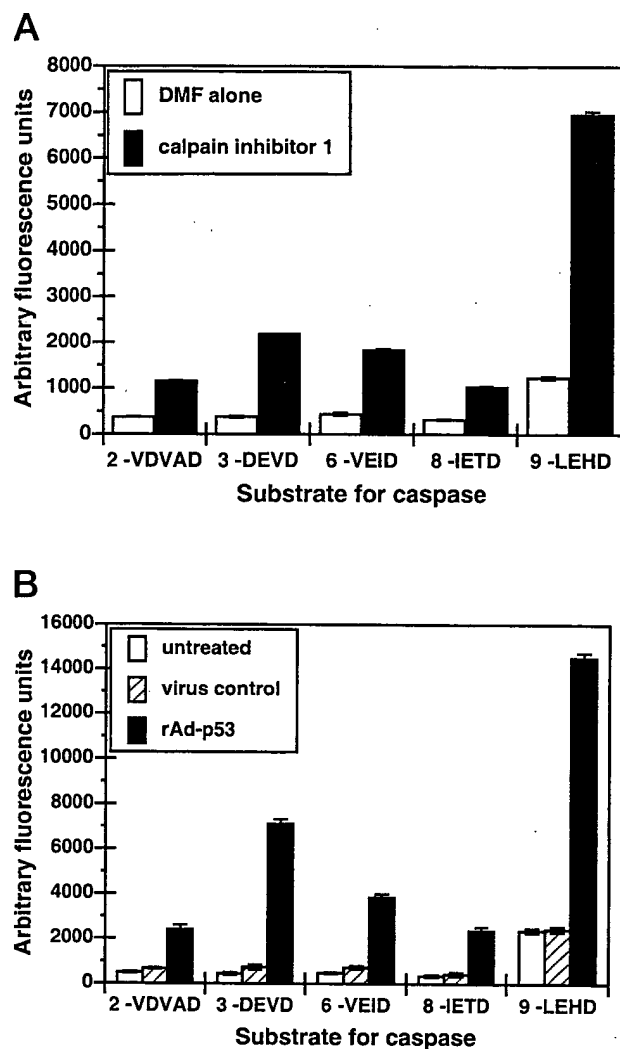 A
8000
7000
6000
5000
4000
3000
2000
1000
0
Arbitrary fluorescence units
DMF alone
calpain inhibitor 1
2 -VDVAD 3 -DEVD 6 -VEID 8 -IETD 9 -LEHD
Substrate for caspase
B
16000
14000
12000
10000
8000
6000
4000
2000
0
Arbitrary fluorescence units
untreated
virus control
rAd-p53
2 -VDVAD 3 -DEVD 6 -VEID 8 -IETD 9 -LEHD
Substrate for caspase